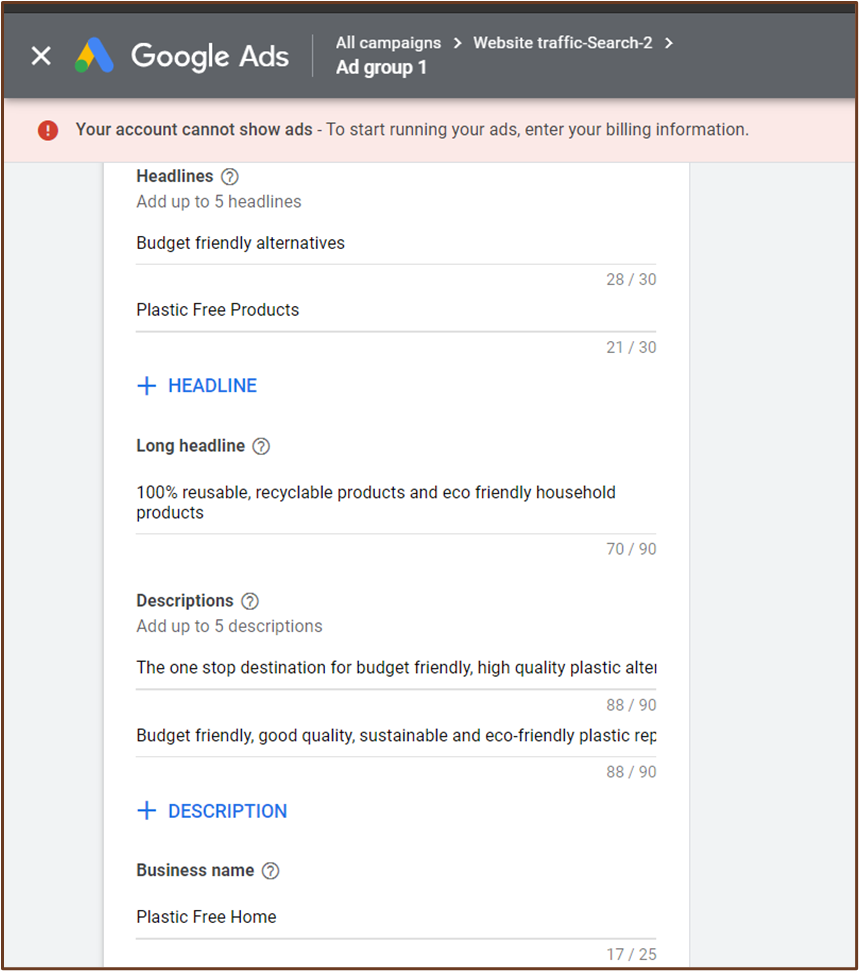 Google Ads
All campaigns > Website traffic-Search-2 >
Ad group 1
Your account cannot show ads - To start running your ads, enter your billing information.
Headlines
Add up to 5 headlines
Budget friendly alternatives
28 / 30
Plastic Free Products
21 / 30
+ HEADLINE
Long headline
100% reusable, recyclable products and eco friendly household
products
70 / 90
Descriptions
Add up to 5 descriptions
The one stop destination for budget friendly, high quality plastic alter
88 / 90
Budget friendly, good quality, sustainable and eco-friendly plastic rep
88 / 90
+ DESCRIPTION
Business name
Plastic Free Home
17 / 25